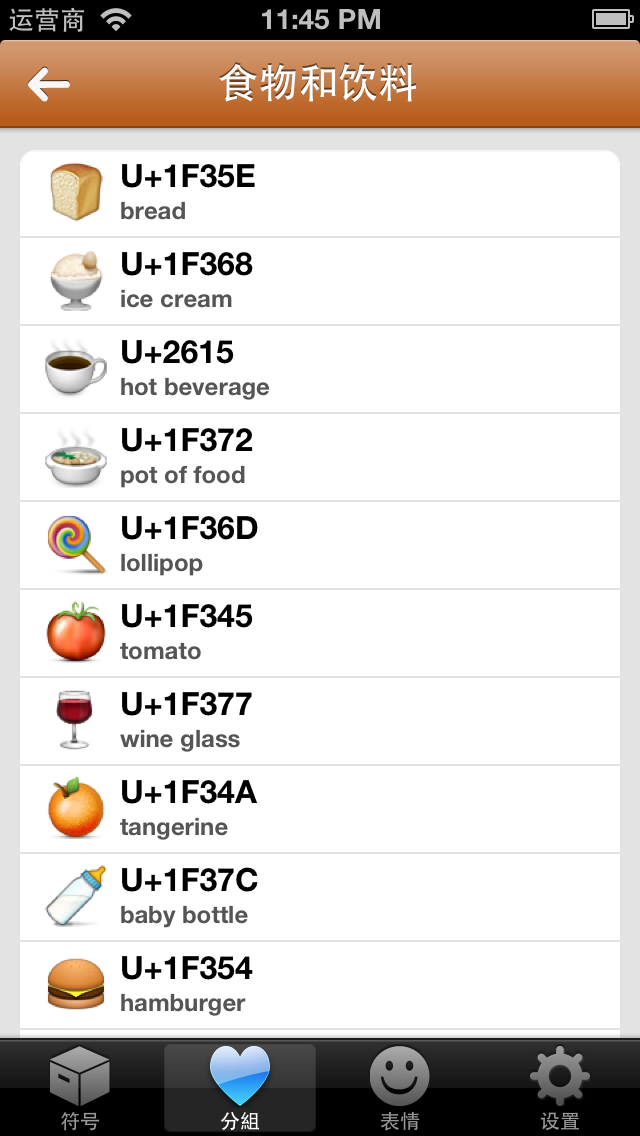 运营商 11:45 PM
食物和饮料
U+1F35E
bread
U+1F368
ice cream
U+2615
hot beverage
U+1F372
pot of food
U+1F36D
lollipop
U+1F345
tomato
U+1F377
wine glass
U+1F34A
tangerine
U+1F37C
baby bottle
U+1F354
hamburger
符号 分組 表情 设置